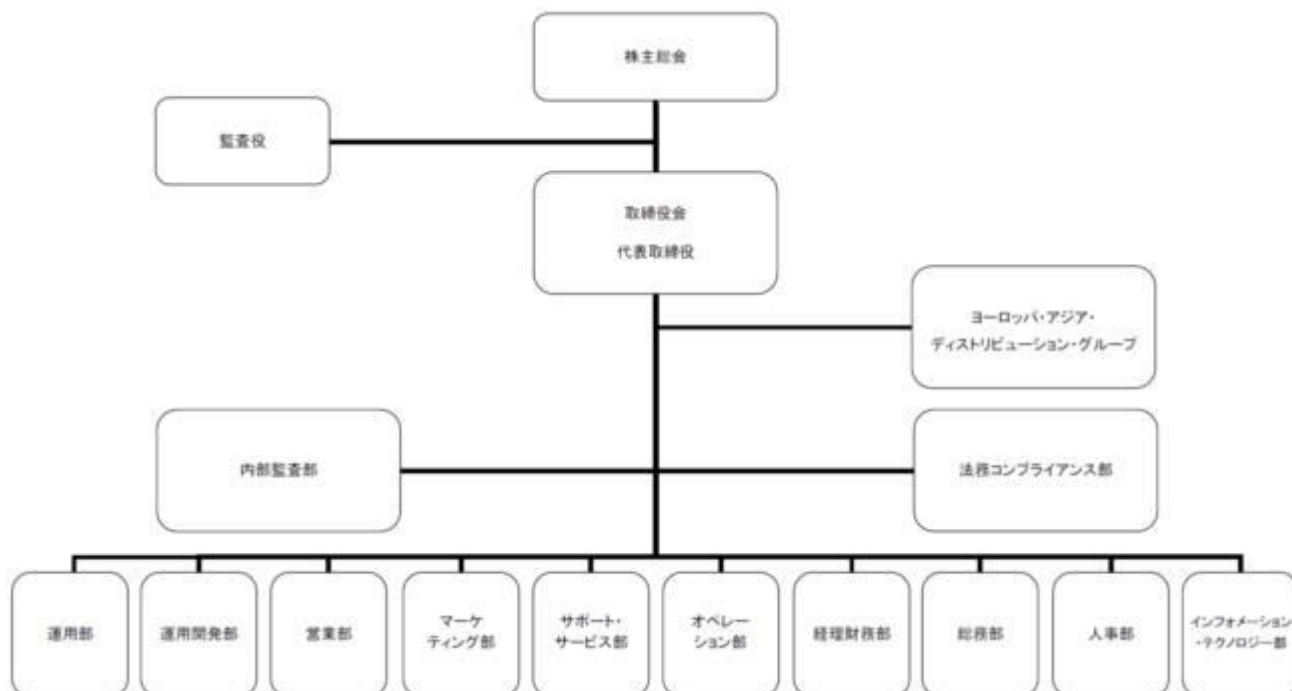 株主総会
監査役
取締役会
代表取締役
ヨーロッパ・アジア・
ディストリビューション・グループ
内部監査部
法務コンプライアンス部
運用部
運用開発部
営業部
マーケ
ティング部
サポート・
サービス部
オペレー
ション部
経理財務部
総務部
人事部
インフォメーション
・テクノロジー部